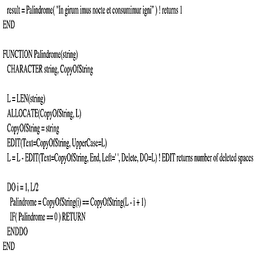 result = Palindrome( "In girum imus nocte et consumimur igni" ) ! returns 1
END
FUNCTION Palindrome(string)
CHARACTER string, CopyOfString
L = LEN(string)
ALLOCATE(CopyOfString, L)
CopyOfString = string
EDIT(Text=CopyOfString, UpperCase=L)
L = L - EDIT(Text=CopyOfString, End, Left=' ', Delete, DO=L) ! EDIT returns number of deleted spaces
DO i = 1, L/2
Palindrome = CopyOfString(i) == CopyOfString(L - i + 1)
IF( Palindrome == 0 ) RETURN
ENDDO
END